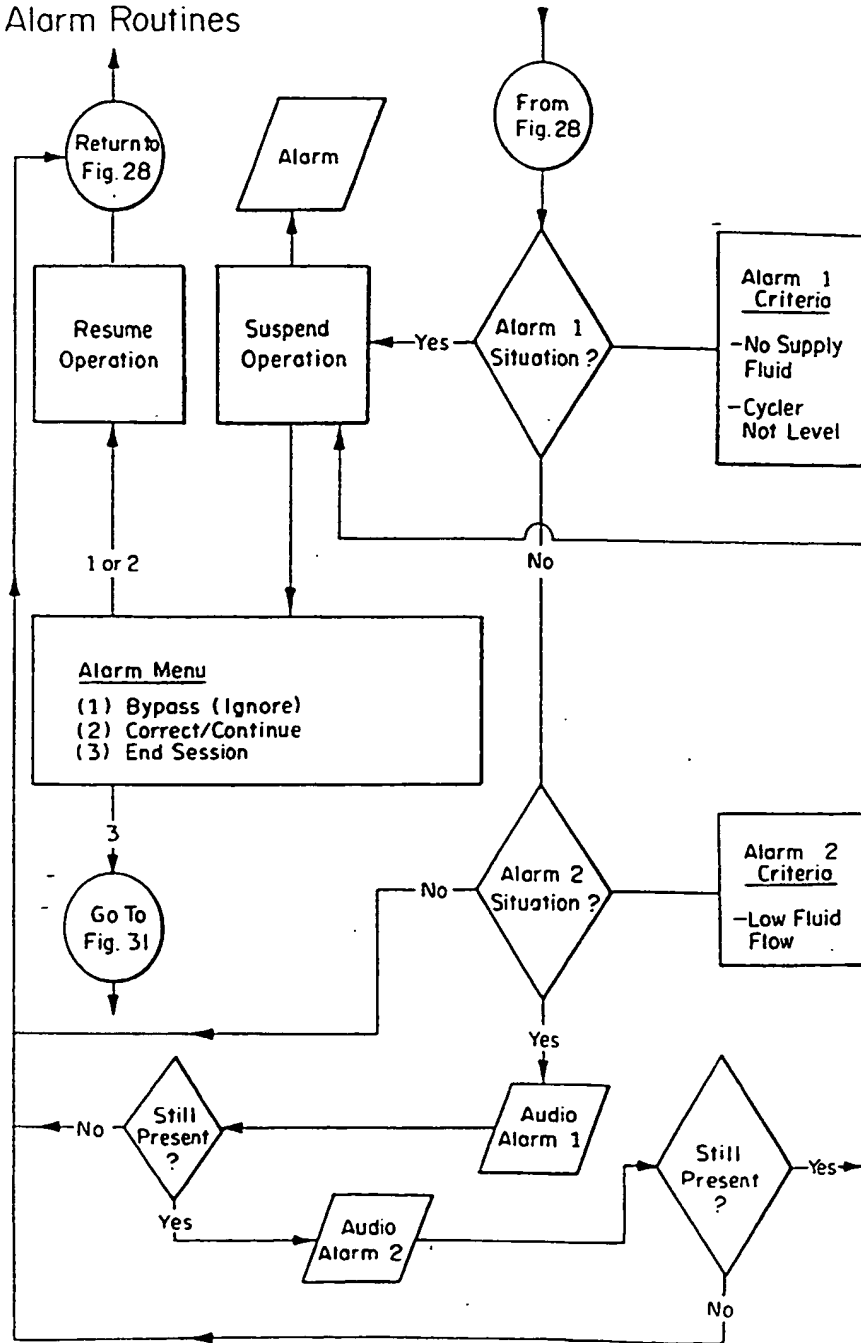 Alarm Routines
Return to
Fig. 28
Alarm
From
Fig. 28
Resume
Operation
Suspend
Operation
Yes
Alarm 1
Situation ?
Alarm 1
Criteria
-No Supply
Fluid
-Cycler
Not Level
1 or 2
No
Alarm Menu
(1) Bypass (Ignore)
(2) Correct/Continue
(3) End Session
3
Go To
Fig. 31
No
Alarm 2
Situation ?
Alarm 2
Criteria
-Low Fluid
Flow
Yes
No
Still
Present
?
Audio
Alarm 1
Still
Present
?
Yes
Yes
Audio
Alarm 2
No